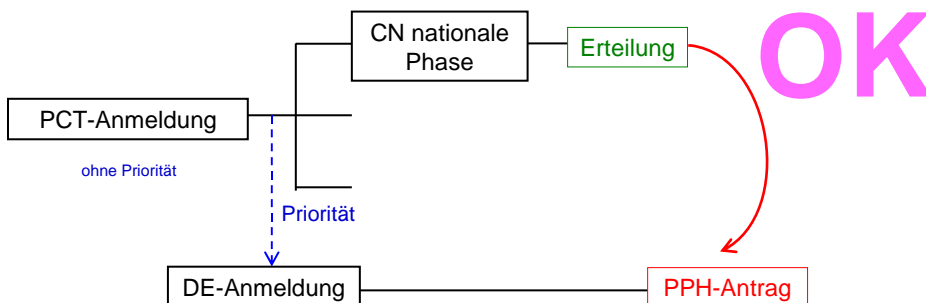 CN nationale
Phase
Erteilung
OK
PCT-Anmeldung
ohne Priorität
Priorität
DE-Anmeldung
PPH-Antrag